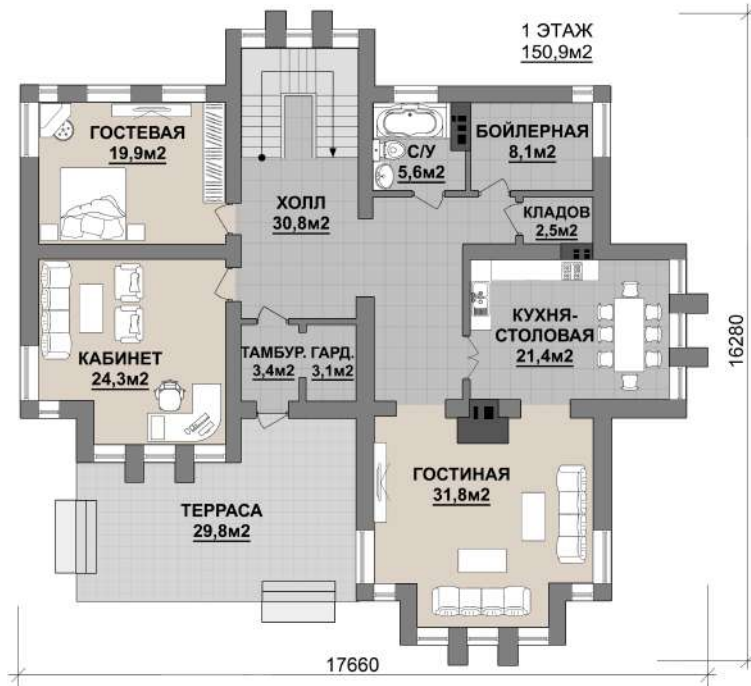 1 ЭТАЖ
150,9м2
ГОСТЕВАЯ
19,9м2
С/У
5,6м2
БОЙЛЕРНАЯ
8,1м2
ХОЛЛ
30,8м2
КЛАДОВ
2,5м2
КУХНЯ-
СТОЛОВАЯ
21,4м2
КАБИНЕТ
24,3м2
ТАМБУР.
3,4м2
ГАРД.
3,1м2
ГОСТИНАЯ
31,8м2
ТЕРРАСА
29,8м2
16280
17660